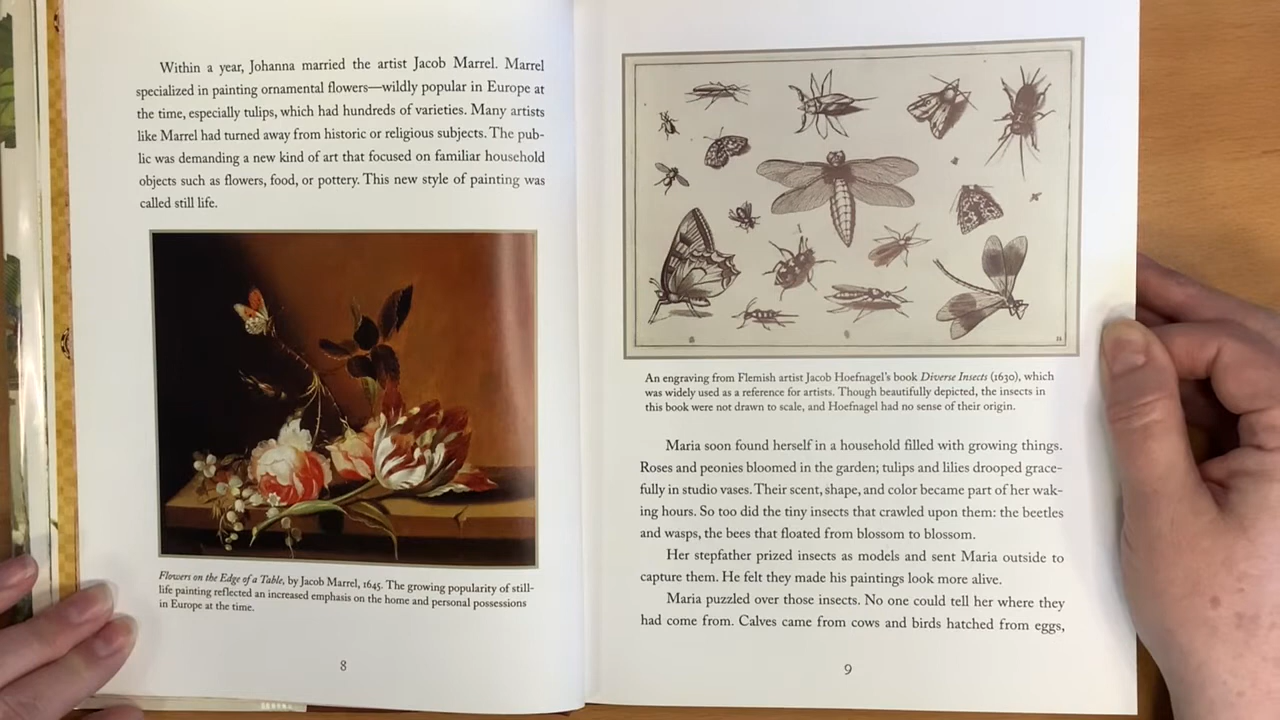 Within a year, Johanna married the artist Jacob Marrel. Marrel
specialized in painting ornamental flowers—wildly popular in Europe at
the time, especially tulips, which had hundreds of varieties. Many artists
like Marrel had turned away from historic or religious subjects. The pub-
lic was demanding a new kind of art that focused on familiar household
objects such as flowers, food, or pottery. This new style of painting was
called still life.
Flowers on the Edge of a Table, by Jacob Marrel, 1645. The growing popularity of still-
life painting reflected an increased emphasis on the home and personal possessions
in Europe at the time.
8
An engraving from Flemish artist Jacob Hoefnagel's book Diverse Insects (1630), which
was widely used as a reference for artists. Though beautifully depicted, the insects in
this book were not drawn to scale, and Hoefnagel had no sense of their origin.
Maria soon found herself in a household filled with growing things.
Roses and peonies bloomed in the garden; tulips and lilies drooped grace-
fully in studio vases. Their scent, shape, and color became part of her wak-
ing hours. So too did the tiny insects that crawled upon them: the beetles
and wasps, the bees that floated from blossom to blossom.
Her stepfather prized insects as models and sent Maria outside to
capture them. He felt they made his paintings look more alive.
Maria puzzled over those insects. No one could tell her where they
had come from. Calves came from cows and birds hatched from eggs,
9